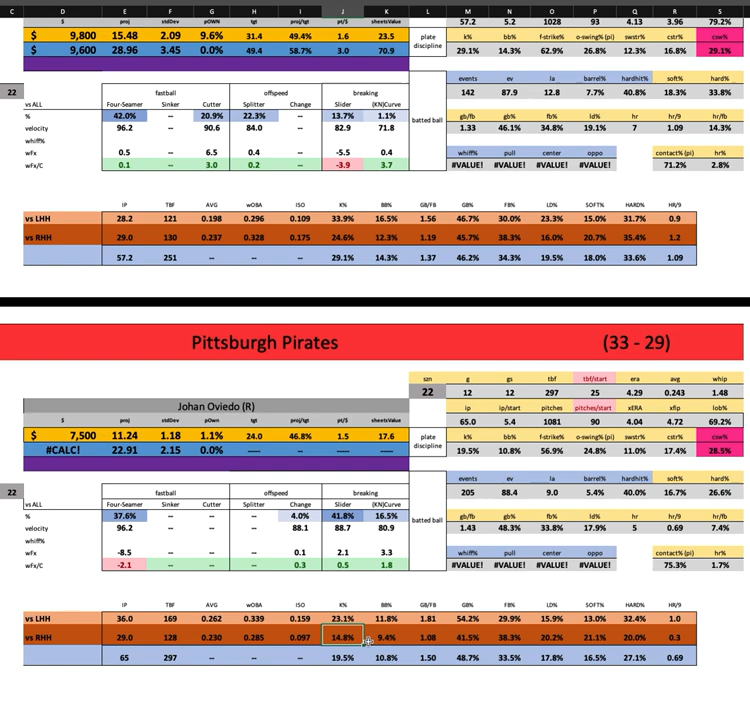 C D E F G H I J K L M N O P Q R S
$ proj stdDev pOWN tgt proj/tgt pt/$ sheetsValue 57.2 5.2 1028 93 4.13 3.96 79.2%
$ 9,800 15.48 2.09 9.6% 31.4 49.4% 1.6 23.5 plate discipline k% bb% f-strike% o-swing% (pi) swstr% cstr% csw%
$ 9,600 28.96 3.45 0.0% 49.4 58.7% 3.0 70.9 29.1% 14.3% 62.9% 26.8% 12.3% 16.8% 29.1%
events ev la barrel% hardhit% soft% hard%
22 fastball offspeed breaking 142 87.9 12.8 7.7% 40.8% 18.3% 33.8%
vs ALL Four-Seamer Sinker Cutter Splitter Change Slider (KN)Curve
% 42.0% -- 20.9% 22.3% -- 13.7% 1.1% batted ball gb/fb gb% fb% ld% hr hr/9 hr/fb
velocity 96.2 -- 90.6 84.0 -- 82.9 71.8 1.33 46.1% 34.8% 19.1% 7 1.09 14.3%
whiff%
wFx 0.5 -- 6.5 0.4 -- -5.5 0.4 whiff% pull center oppo contact% (pi) hr%
wFx/C 0.1 -- 3.0 0.2 -- -3.9 3.7 #VALUE! #VALUE! #VALUE! #VALUE! 71.2% 2.8%
IP TBF AVG wOBA ISO K% BB% GB/FB GB% FB% LD% SOFT% HARD% HR/9
vs LHH 28.2 121 0.198 0.296 0.109 33.9% 16.5% 1.56 46.7% 30.0% 23.3% 15.0% 31.7% 0.9
vs RHH 29.0 130 0.237 0.328 0.175 24.6% 12.3% 1.19 45.7% 38.3% 16.0% 20.7% 35.4% 1.2
57.2 251 -- -- -- 29.1% 14.3% 1.37 46.2% 34.3% 19.5% 18.0% 33.6% 1.09
Pittsburgh Pirates (33 - 29)
szn g gs tbf tbf/start era avg whip
22 12 12 297 25 4.29 0.243 1.48
Johan Oviedo (R) ip ip/start pitches pitches/start xERA xfip lob%
$ proj stdDev pOwn tgt proj/tgt pt/$ sheetsValue 65.0 5.4 1081 90 4.04 4.72 69.2%
$ 7,500 11.24 1.18 1.1% 24.0 46.8% 1.5 17.6 plate discipline k% bb% f-strike% o-swing% (pi) swstr% cstr% csw%
#CALC! 22.91 2.15 0.0% ----- ----- ----- ----- 19.5% 10.8% 56.9% 24.8% 11.0% 17.4% 28.5%
events ev la barrel% hardhit% soft% hard%
22 fastball offspeed breaking 205 88.4 9.0 5.4% 40.0% 16.7% 26.6%
vs ALL Four-Seamer Sinker Cutter Splitter Change Slider (KN)Curve
% 37.6% -- -- -- 4.0% 41.8% 16.5% batted ball gb/fb gb% fb% ld% hr hr/9 hr/fb
velocity 96.2 -- -- -- 88.1 88.7 80.9 1.43 48.3% 33.8% 17.9% 5 0.69 7.4%
whiff%
wFx -8.5 -- -- -- 0.1 2.1 3.3 whiff% pull center oppo contact% (pi) hr%
wFx/C -2.1 -- -- -- 0.3 0.5 1.8 #VALUE! #VALUE! #VALUE! #VALUE! 75.3% 1.7%
IP TBF AVG wOBA ISO K% BB% GB/FB GB% FB% LD% SOFT% HARD% HR/9
vs LHH 36.0 169 0.262 0.339 0.159 23.1% 11.8% 1.81 54.2% 29.9% 15.9% 13.0% 32.4% 1.0
vs RHH 29.0 128 0.230 0.285 0.097 14.8% 9.4% 1.08 41.5% 38.3% 20.2% 21.1% 20.0% 0.3
65 297 -- -- -- 19.5% 10.8% 1.50 48.7% 33.5% 17.8% 16.5% 27.1% 0.69